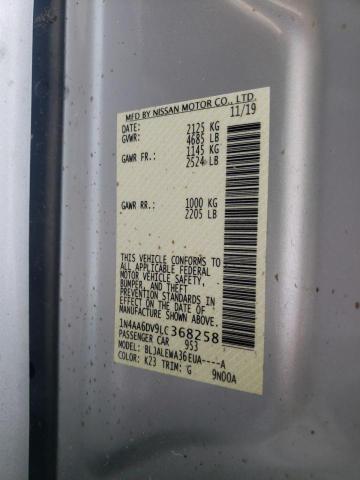 MFD BY NISSAN MOTOR CO., LTD.
11/19
DATE: 2125 KG
GVWR: 4685 LB
GAWR FR.: 1145 KG
2524 LB
GAWR RR.: 1000 KG
2205 LB
THIS VEHICLE CONFORMS TO
ALL APPLICABLE FEDERAL
MOTOR VEHICLE SAFETY,
BUMPER, AND THEFT
PREVENTION STANDARDS
IN EFFECT ON THE DATE OF
MANUFACTURE SHOWN ABOVE.
1N4AA6DV9LC368258
PASSENGER CAR 953
MODEL: BLJALEWA36EUA----A
COLOR: K23 TRIM: G 9N00A